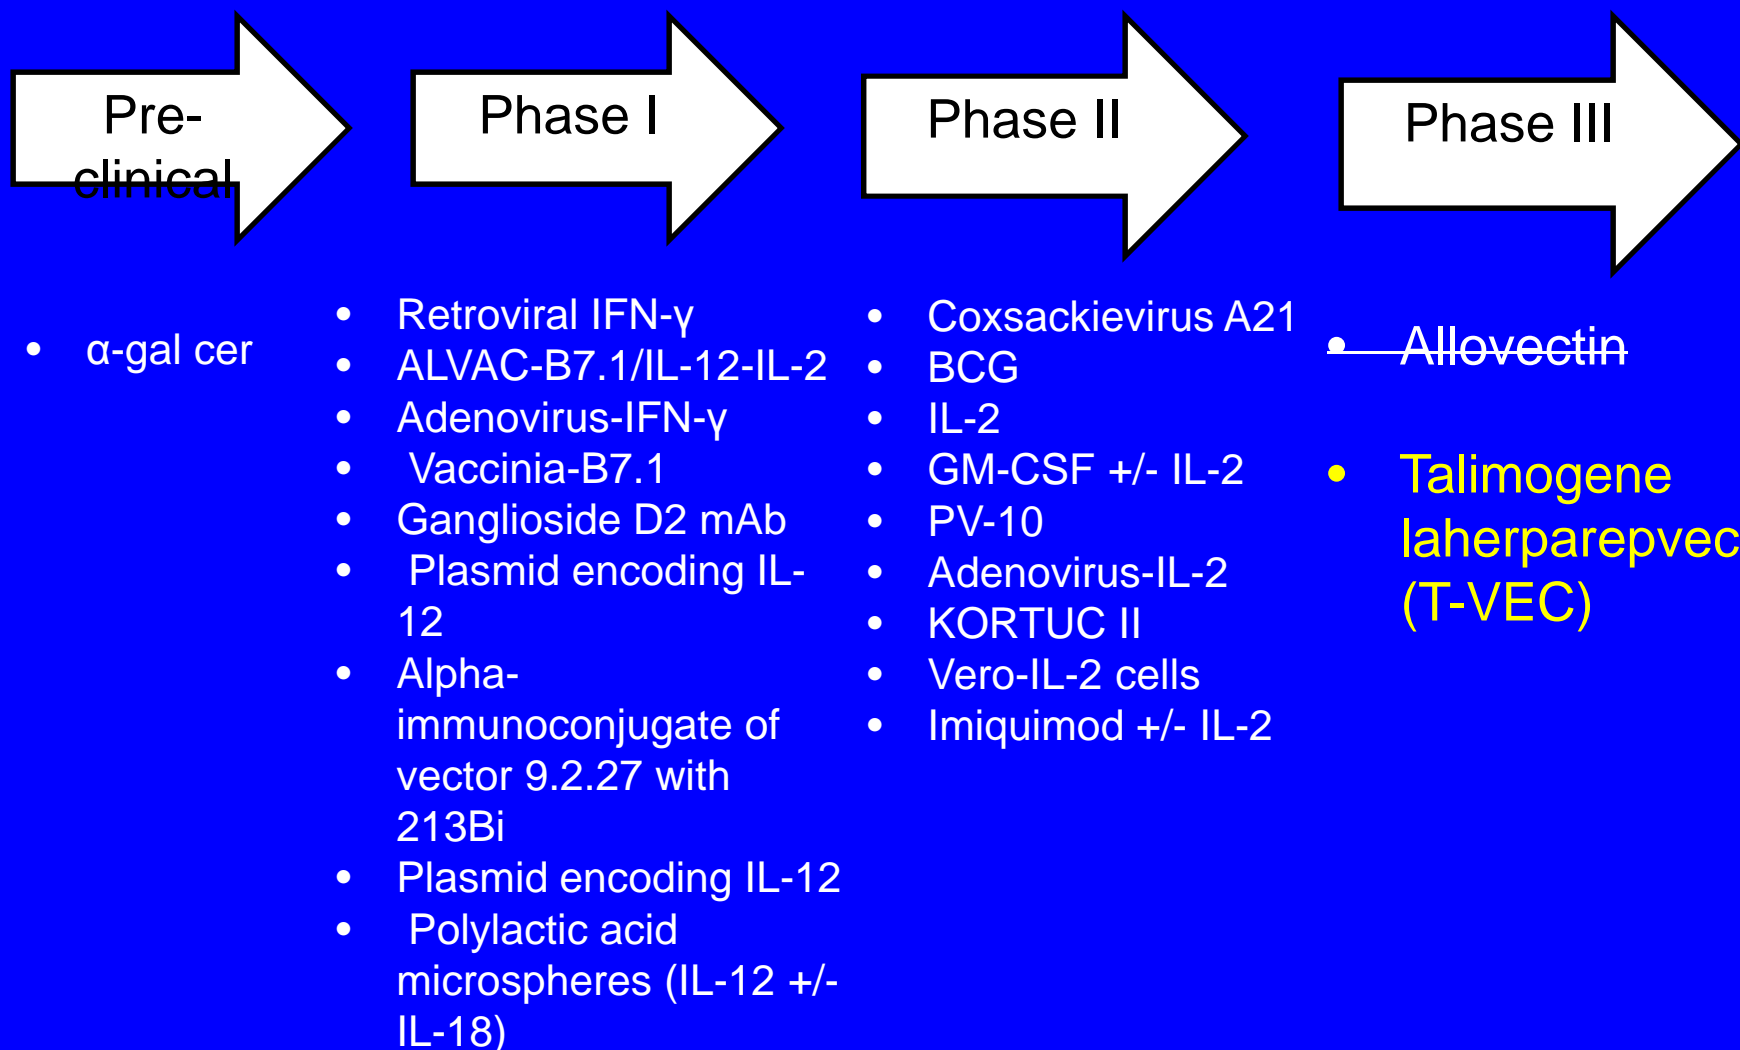 Pre-
clinical
Phase I
Phase II
Phase III
• α-gal cer
• Retroviral IFN-γ
• ALVAC-B7.1/IL-12-IL-2
• Adenovirus-IFN-γ
• Vaccinia-B7.1
• Ganglioside D2 mAb
• Plasmid encoding IL-
12
• Alpha-
immunoconjugate of
vector 9.2.27 with
213Bi
• Plasmid encoding IL-12
• Polylactic acid
microspheres (IL-12 +/-
IL-18)
• Coxsackievirus A21
• BCG
• IL-2
• GM-CSF +/- IL-2
• PV-10
• Adenovirus-IL-2
• KORTUC II
• Vero-IL-2 cells
• Imiquimod +/- IL-2
• Allovectin
• Talimogene
laherparepvec
(T-VEC)